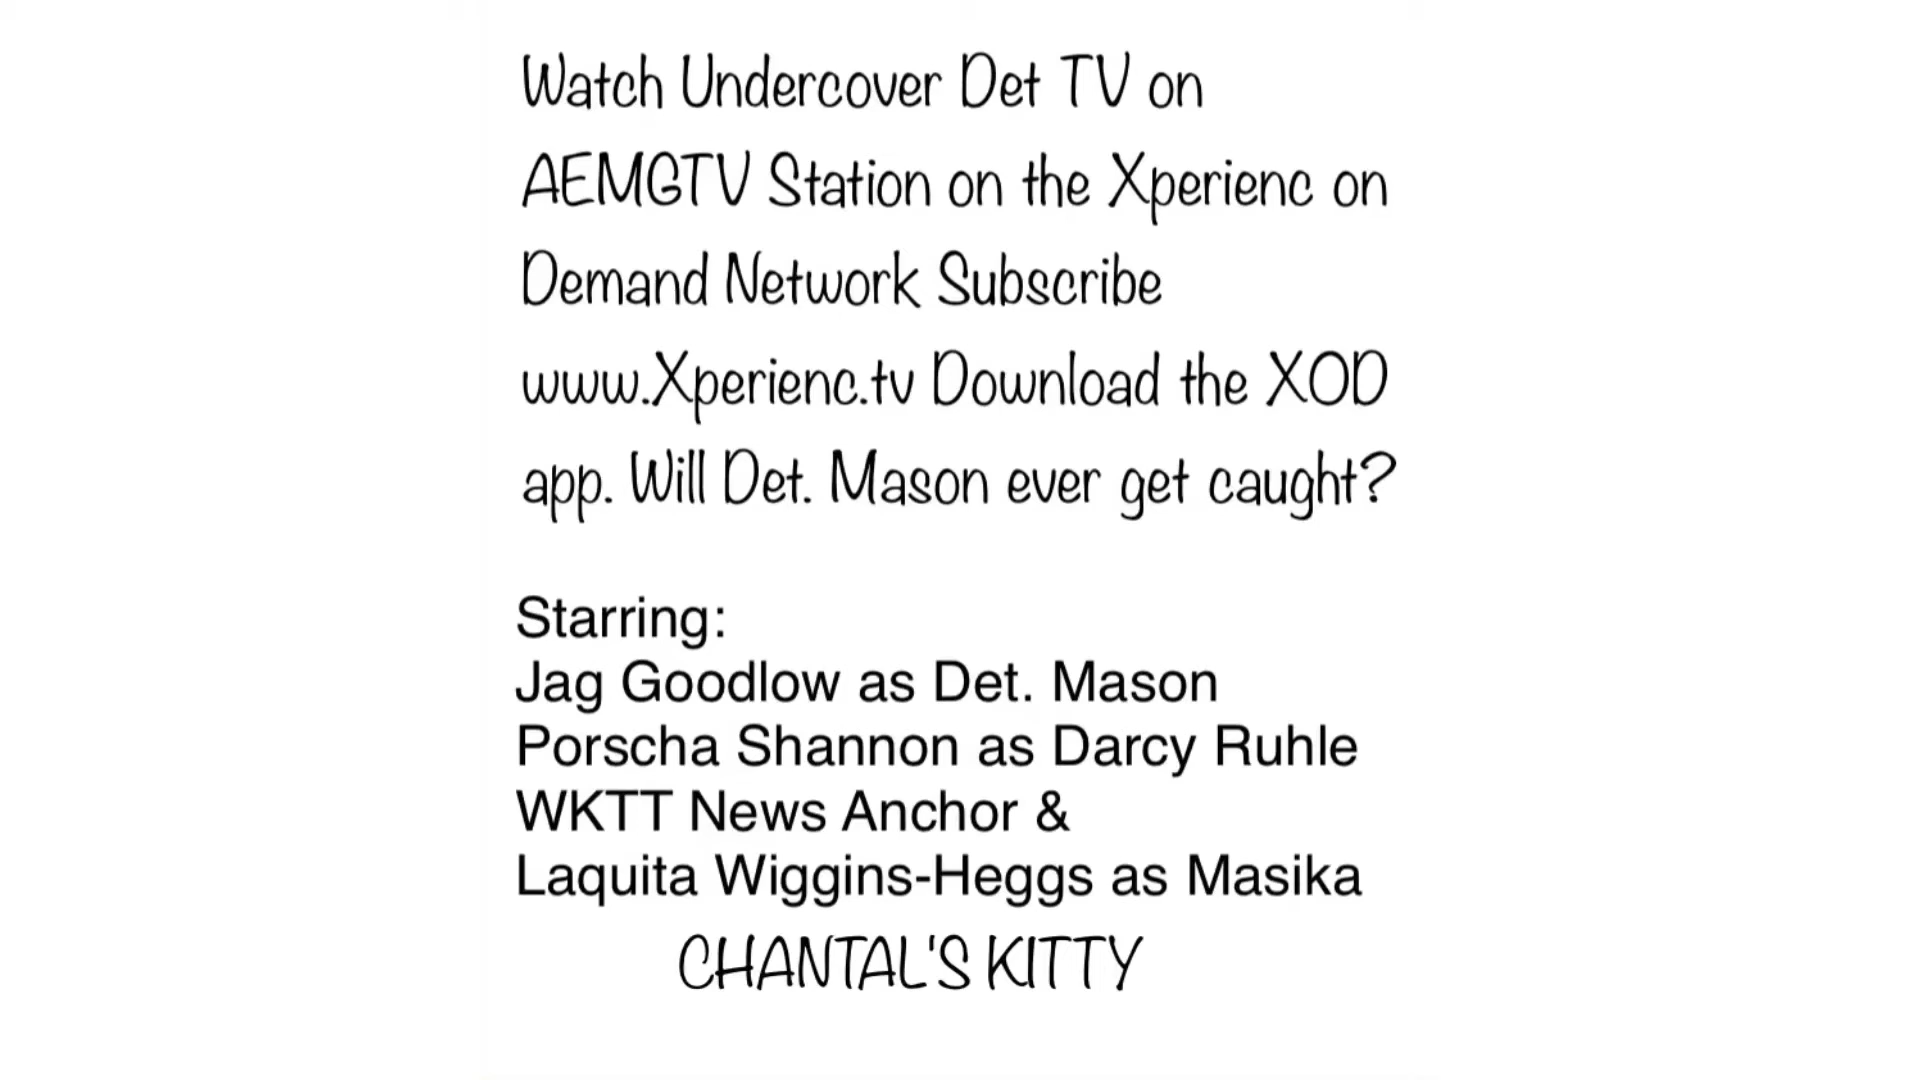 Watch Undercover Det TV on
AEMGTV Station on the Xperienc on
Demand Network Subscribe
www.Xperienc.tv Download the XOD
app. Will Det. Mason ever get caught?
Starring:
Jag Goodlow as Det. Mason
Porscha Shannon as Darcy Ruhle
WKTT News Anchor &
Laquita Wiggins-Heggs as Masika
CHANTAL'S KITTY